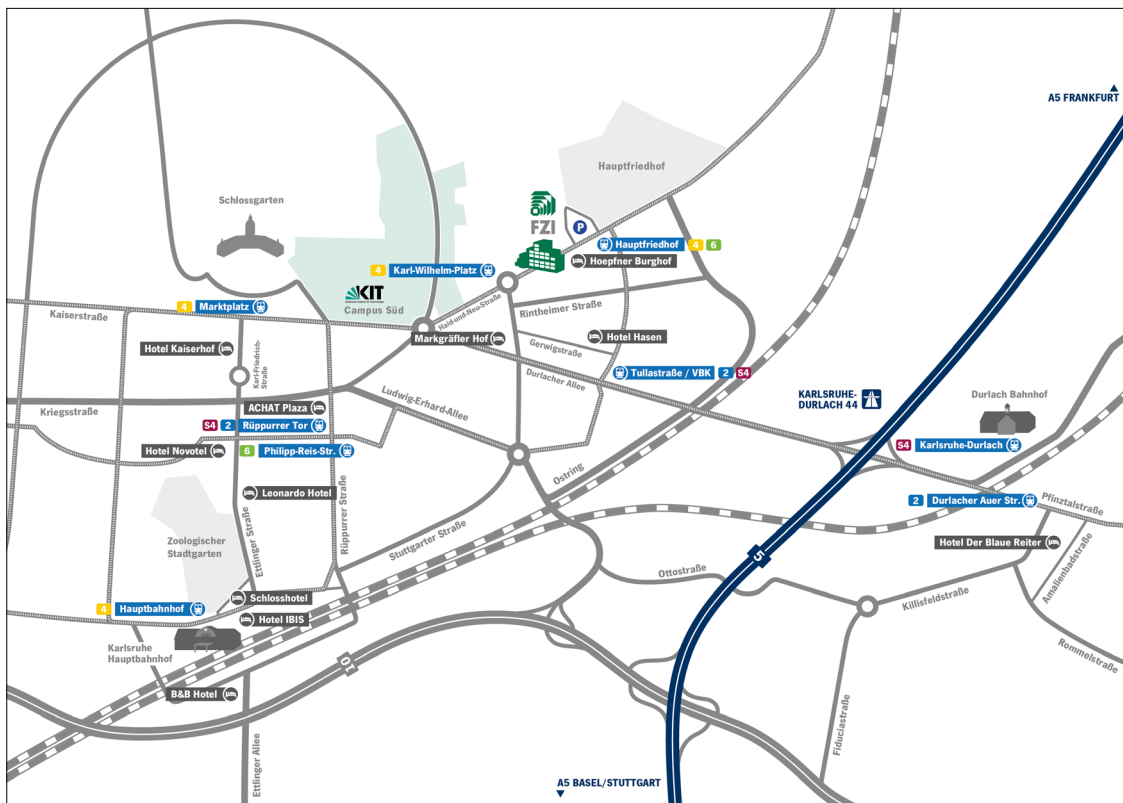 A5 FRANKFURT
Hauptfriedhof
Schlossgarten
FZI
P
Hauptfriedhof 4 6
Hoepfner Burghof
4 Karl-Wilhelm-Platz
KIT
Campus Süd
4 Marktplatz
Kaiserstraße
Haid-und-Neu-Straße
Rintheimer Straße
Markgräfler Hof
Gerwigstraße
Hotel Hasen
Hotel Kaiserhof
Karl-Friedrich-
Straße
Durlacher Allee
Tullastraße / VBK 2 S4
KARLSRUHE-
DURLACH 44
Durlach Bahnhof
Ludwig-Erhard-Allee
Kriegsstraße
ACHAT Plaza
S4 2 Rüppurrer Tor
S4 Karlsruhe-Durlach
Hotel Novotel
6 Philipp-Reis-Str.
Ostring
Leonardo Hotel
2 Durlacher Auer Str.
Pfinztalstraße
Rüppurrer Straße
Stuttgarter Straße
Ettlinger Straße
Zoologischer
Stadtgarten
Hotel Der Blaue Reiter
5
Ottostraße
Amalienbadstraße
Killisfeldstraße
Schlosshotel
4 Hauptbahnhof
Hotel IBIS
Karlsruhe
Hauptbahnhof
Rommelstraße
10
B&B Hotel
Fiduciastraße
Ettlinger Allee
A5 BASEL/STUTTGART